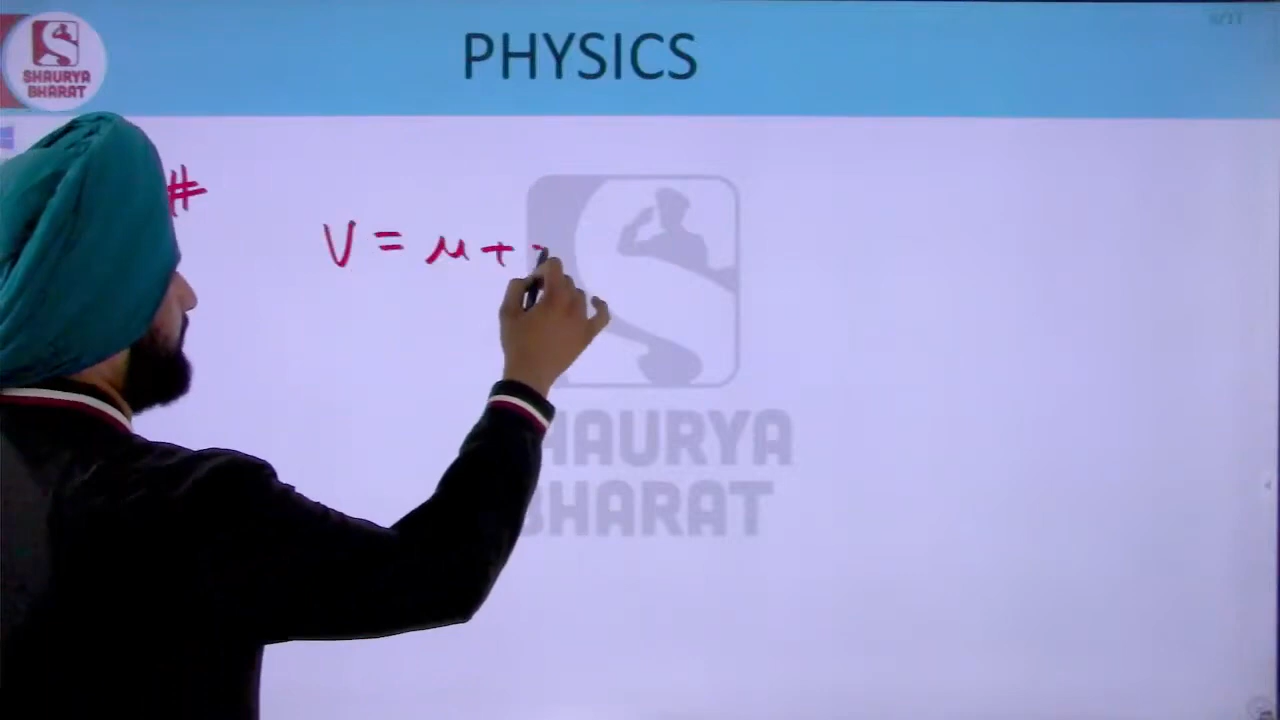 PHYSICS
SHAURYA
BHARAT
#
V = u +
SHAURYA
BHARAT